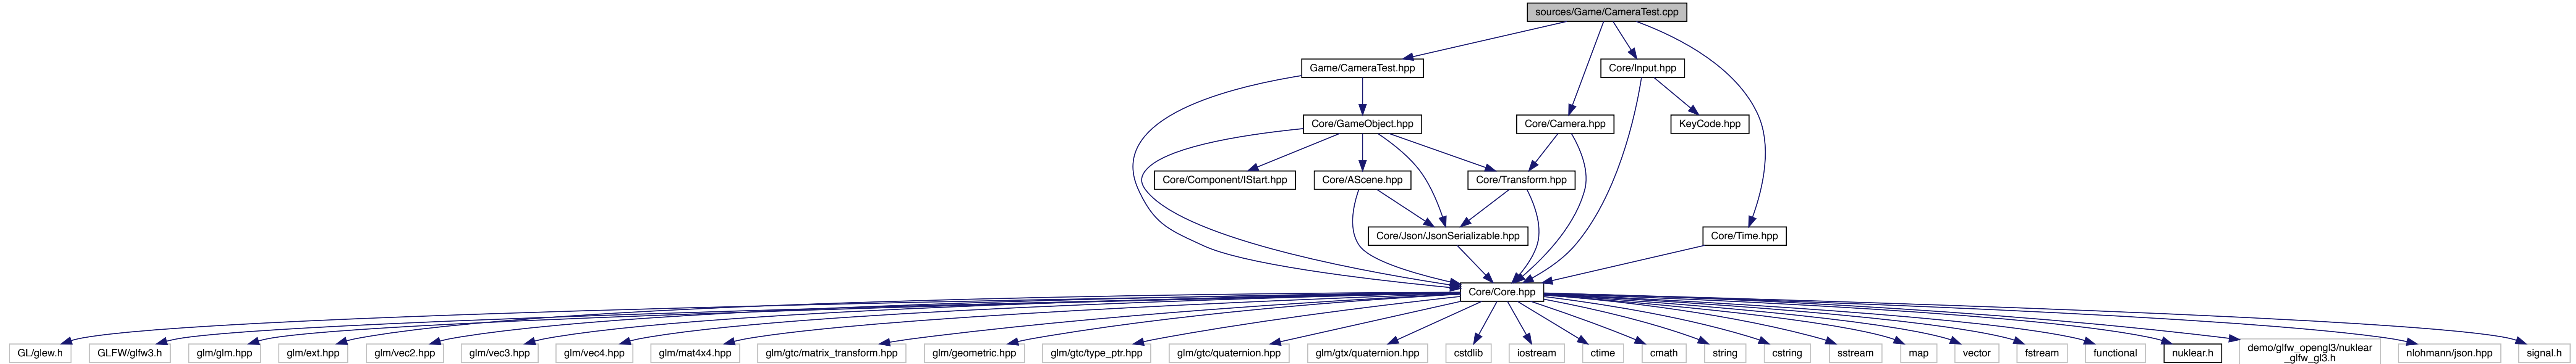 sources/Game/CameraTest.cpp
Game/CameraTest.hpp
Core/Input.hpp
Core/GameObject.hpp
Core/Camera.hpp
KeyCode.hpp
Core/Component/IStart.hpp
Core/AScene.hpp
Core/Transform.hpp
Core/Json/JsonSerializable.hpp
Core/Time.hpp
Core/Core.hpp
GL/glew.h
GLFW/glfw3.h
glm/glm.hpp
glm/ext.hpp
glm/vec2.hpp
glm/vec3.hpp
glm/vec4.hpp
glm/mat4x4.hpp
glm/gtc/matrix_transform.hpp
glm/geometric.hpp
glm/gtc/type_ptr.hpp
glm/gtc/quaternion.hpp
glm/gtx/quaternion.hpp
cstdlib
iostream
ctime
cmath
string
cstring
sstream
map
vector
fstream
functional
nuklear.h
demo/glfw_opengl3/nuklear
_glfw_gl3.h
nlohmann/json.hpp
signal.h